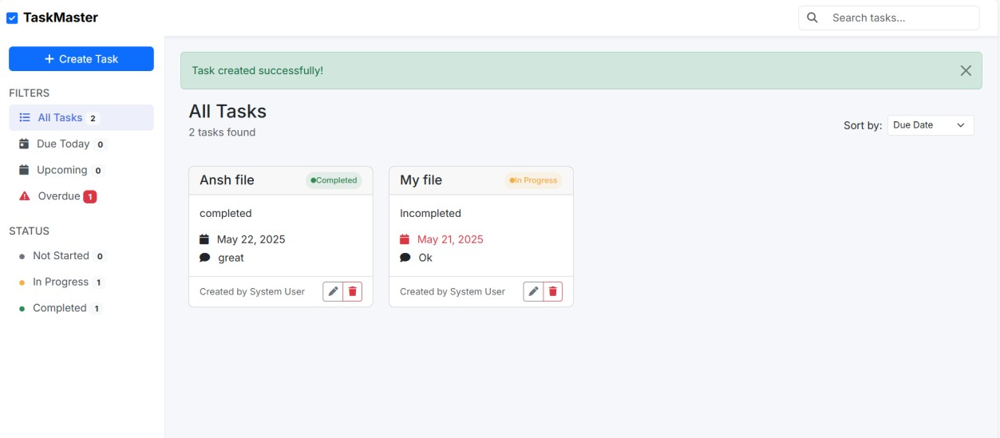 TaskMaster
Search tasks...
Create Task
FILTERS
All Tasks 2
Due Today 0
Upcoming 0
Overdue 1
STATUS
Not Started 0
In Progress 1
Completed 1
Task created successfully!
All Tasks
2 tasks found
Sort by: Due Date
Ansh file Completed
completed
May 22, 2025
great
Created by System User
My file In Progress
Incompleted
May 21, 2025
Ok
Created by System User